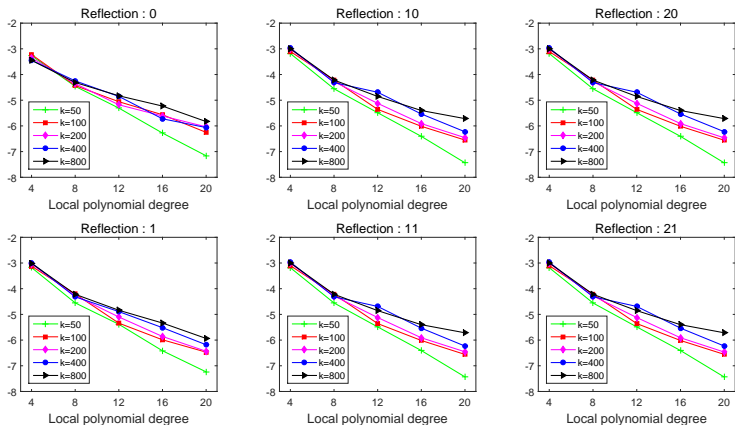 Reflection : 0
-2
-3
-4
-5
-6
-7
-8
k=50
k=100
k=200
k=400
k=800
4 8 12 16 20
Local polynomial degree
Reflection : 10
-2
-3
-4
-5
-6
-7
-8
k=50
k=100
k=200
k=400
k=800
4 8 12 16 20
Local polynomial degree
Reflection : 20
-2
-3
-4
-5
-6
-7
-8
k=50
k=100
k=200
k=400
k=800
4 8 12 16 20
Local polynomial degree
Reflection : 1
-2
-3
-4
-5
-6
-7
-8
k=50
k=100
k=200
k=400
k=800
4 8 12 16 20
Local polynomial degree
Reflection : 11
-2
-3
-4
-5
-6
-7
-8
k=50
k=100
k=200
k=400
k=800
4 8 12 16 20
Local polynomial degree
Reflection : 21
-2
-3
-4
-5
-6
-7
-8
k=50
k=100
k=200
k=400
k=800
4 8 12 16 20
Local polynomial degree